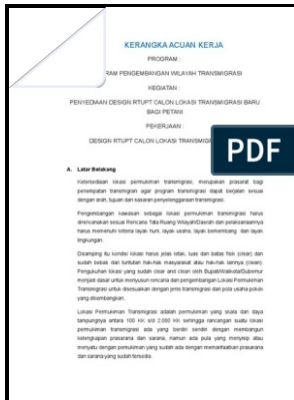 KERANGKA ACUAN KERJA
PROGRAM :
RAM PENGEMBANGAN WILAYAH TRANSMIGRASI
KEGIATAN :
PENYEDIAAN DESIGN RTUPT CALON LOKASI TRANSMIGRASI BARU
BAGI PETANI
PEKERJAAN :
DESIGN RTUPT CALON LOKASI TRANSMIG
PDF
A. Latar Belakang
Ketersediaan lokasi permukiman transmigrasi, merupakan prasarat bagi
penempatan transmigran agar program transmigrasi dapat berjalan sesuai
dengan arah, tujuan dan sasaran penyelenggaraan transmigrasi.
Pengembangan kawasan sebagai lokasi permukiman transmigrasi harus
direncanakan sesuai Rencana Tata Ruang Wilayah/Daerah dan pelaksanaannya
harus memenuhi kriteria layak huni, layak usaha, layak berkembang dan layak
lingkungan.
Disamping itu kondisi lokasi harus jelas letak, luas dan batas fisik (clear) dan
sudah bebas dari tuntutan hak-hak masyarakat atau hak-hak lainnya (clean).
Pengukuhan lokasi yang sudah clear and clean oleh Bupati/Walikota/Gubernur
menjadi dasar untuk menyusun rencana dan pengembangan Lokasi Permukiman
Transmigrasi untuk disesuaikan dengan jenis transmigrasi dan pola usaha pokok
yang dikembangkan.
Lokasi Permukiman Transmigrasi adalah permukiman yang skala dan daya
tampungnya antara 100 KK s/d 2.000 KK sehingga rancangan suatu lokasi
permukiman transmigrasi ada yang berdiri sendiri dengan membangun
kelengkapan prasarana dan sarana, namun ada pula yang menyisip atau
menyatu dengan permukiman yang sudah ada dengan memanfaatkan prasarana
dan sarana yang sudah tersedia.